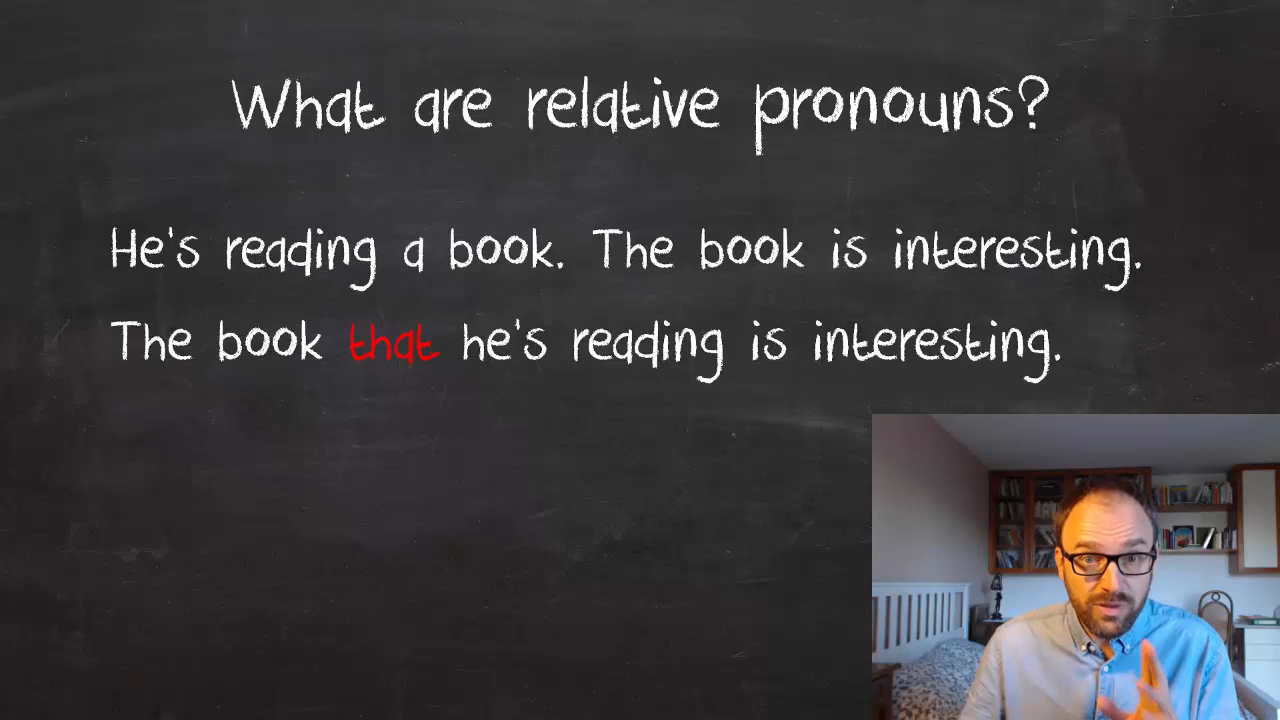 What are relative pronouns?
He's reading a book. The book is interesting.
The book that he's reading is interesting.